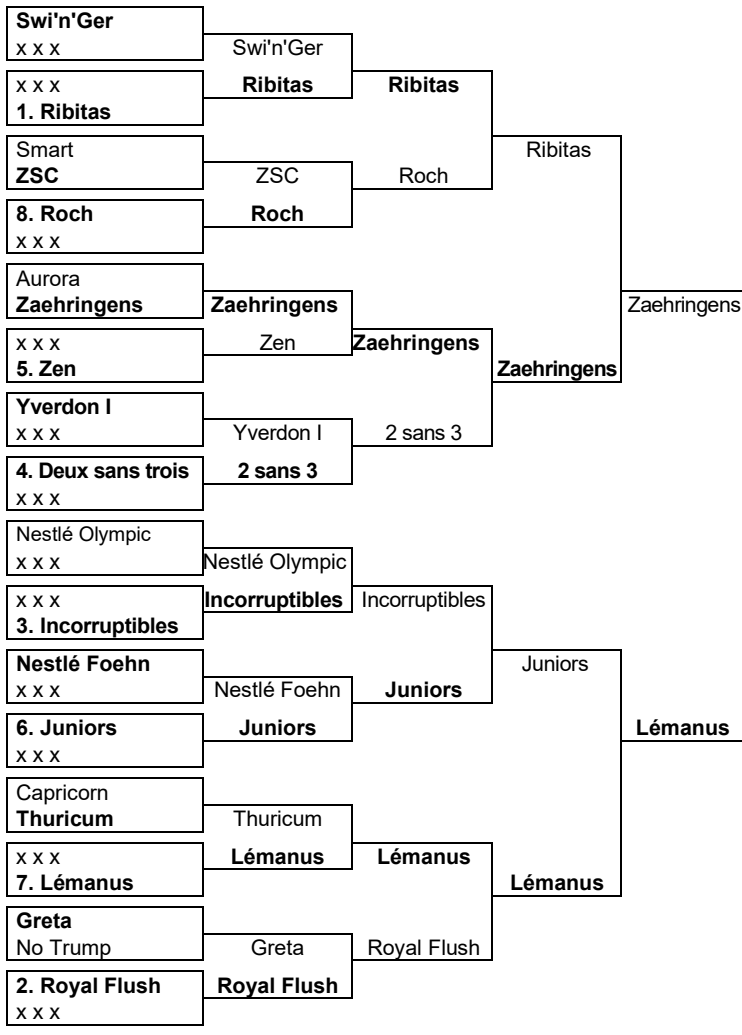 Swi'n'Ger
x x x
Swi'n'Ger
x x x
Ribitas
Ribitas
1. Ribitas
Smart
Ribitas
ZSC
ZSC
Roch
8. Roch
Roch
x x x
Aurora
Zaehringens
Zaehringens
Zaehringens
x x x
Zen
Zaehringens
5. Zen
Zaehringens
Yverdon I
x x x
Yverdon I
2 sans 3
4. Deux sans trois
2 sans 3
x x x
Nestlé Olympic
x x x
Nestlé Olympic
x x x
Incorruptibles
Incorruptibles
3. Incorruptibles
Nestlé Foehn
Juniors
x x x
Nestlé Foehn
Juniors
6. Juniors
Juniors
Lémanus
x x x
Capricorn
Thuricum
Thuricum
x x x
Lémanus
Lémanus
7. Lémanus
Lémanus
Greta
No Trump
Greta
Royal Flush
2. Royal Flush
Royal Flush
x x x